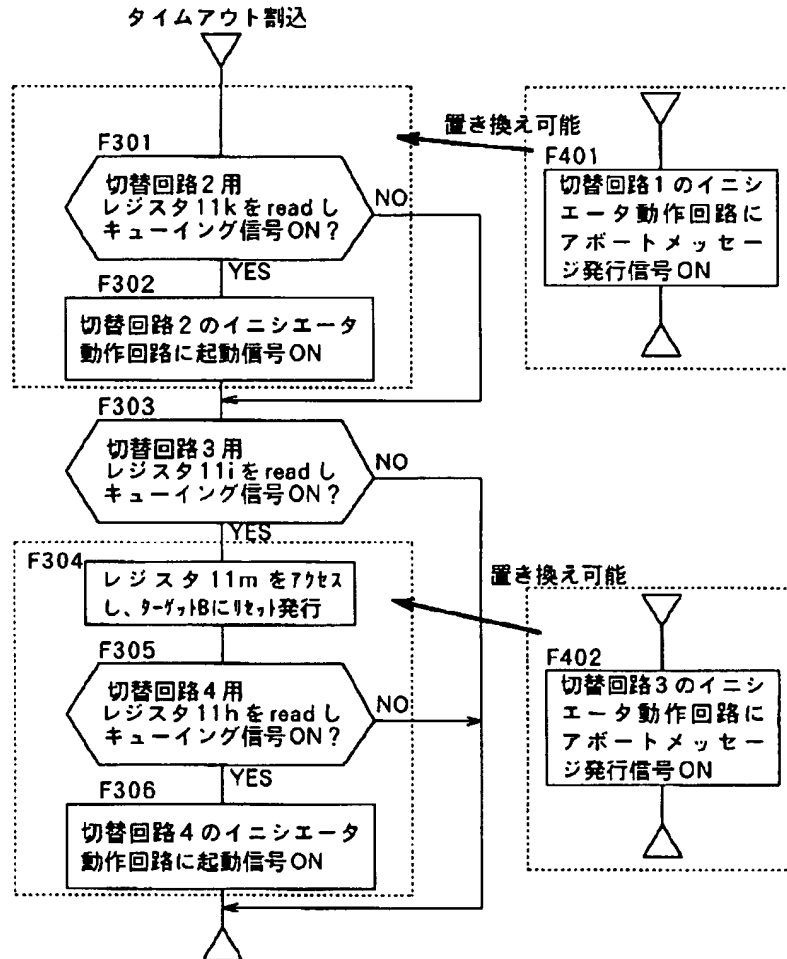 タイムアウト割込
F301
切替回路2用
レジスタ11kをreadし
キューイング信号ON？
NO
YES
F302
切替回路2のイニシエータ
動作回路に起動信号ON
F303
切替回路3用
レジスタ11iをreadし
キューイング信号ON？
NO
YES
F304
レジスタ11mをアクセス
し、ターゲットBにリセット発行
F305
切替回路4用
レジスタ11hをreadし
キューイング信号ON？
NO
YES
F306
切替回路4のイニシエータ
動作回路に起動信号ON
置き換え可能
F401
切替回路1のイニシ
エータ動作回路に
アボートメッセー
ジ発行信号ON
置き換え可能
F402
切替回路3のイニシ
エータ動作回路に
アボートメッセー
ジ発行信号ON